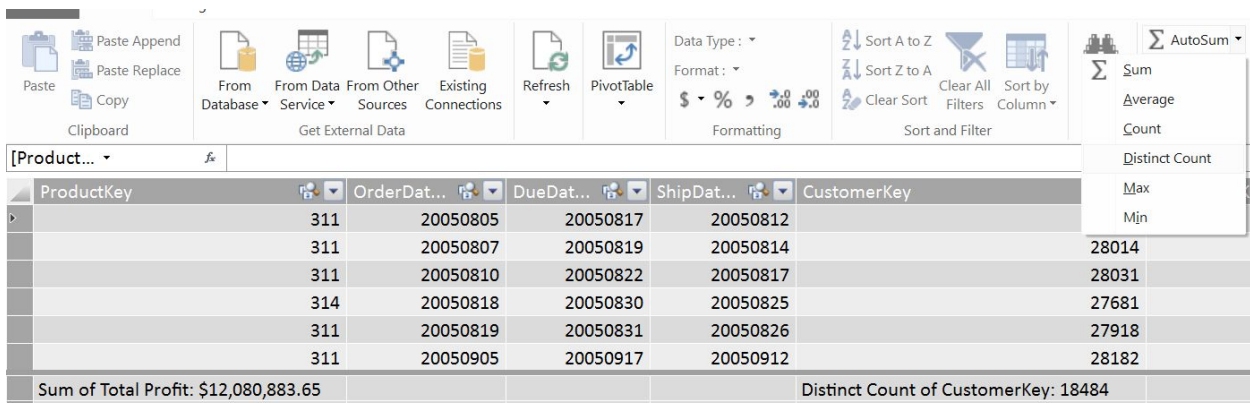 Paste
Paste Append
Paste Replace
Copy
Clipboard
From Database
From Data Service
From Other Sources
Existing Connections
Get External Data
Refresh
PivotTable
Data Type :
Format :
$ % , .00
Formatting
Sort A to Z
Sort Z to A
Clear Sort
Clear All Filters
Sort by Column
Sort and Filter
Σ AutoSum
Σ Sum
Average
Count
Distinct Count
Max
Min
[Product... fx
ProductKey OrderDat... DueDat... ShipDat... CustomerKey
311 20050805 20050817 20050812
311 20050807 20050819 20050814 28014
311 20050810 20050822 20050817 28031
314 20050818 20050830 20050825 27681
311 20050819 20050831 20050826 27918
311 20050905 20050917 20050912 28182
Sum of Total Profit: $12,080,883.65 Distinct Count of CustomerKey: 18484